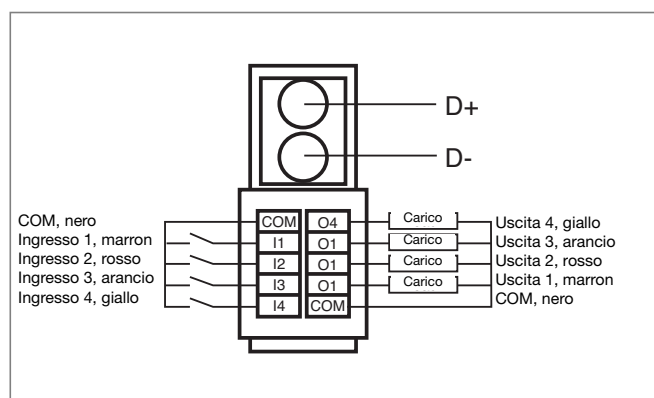 D+
D-
COM, nero
Ingresso 1, marron
Ingresso 2, rosso
Ingresso 3, arancio
Ingresso 4, giallo
COM O4
I1 O1
I2 O1
I3 O1
I4 COM
Carico
Carico
Carico
Carico
Uscita 4, giallo
Uscita 3, arancio
Uscita 2, rosso
Uscita 1, marron
COM, nero